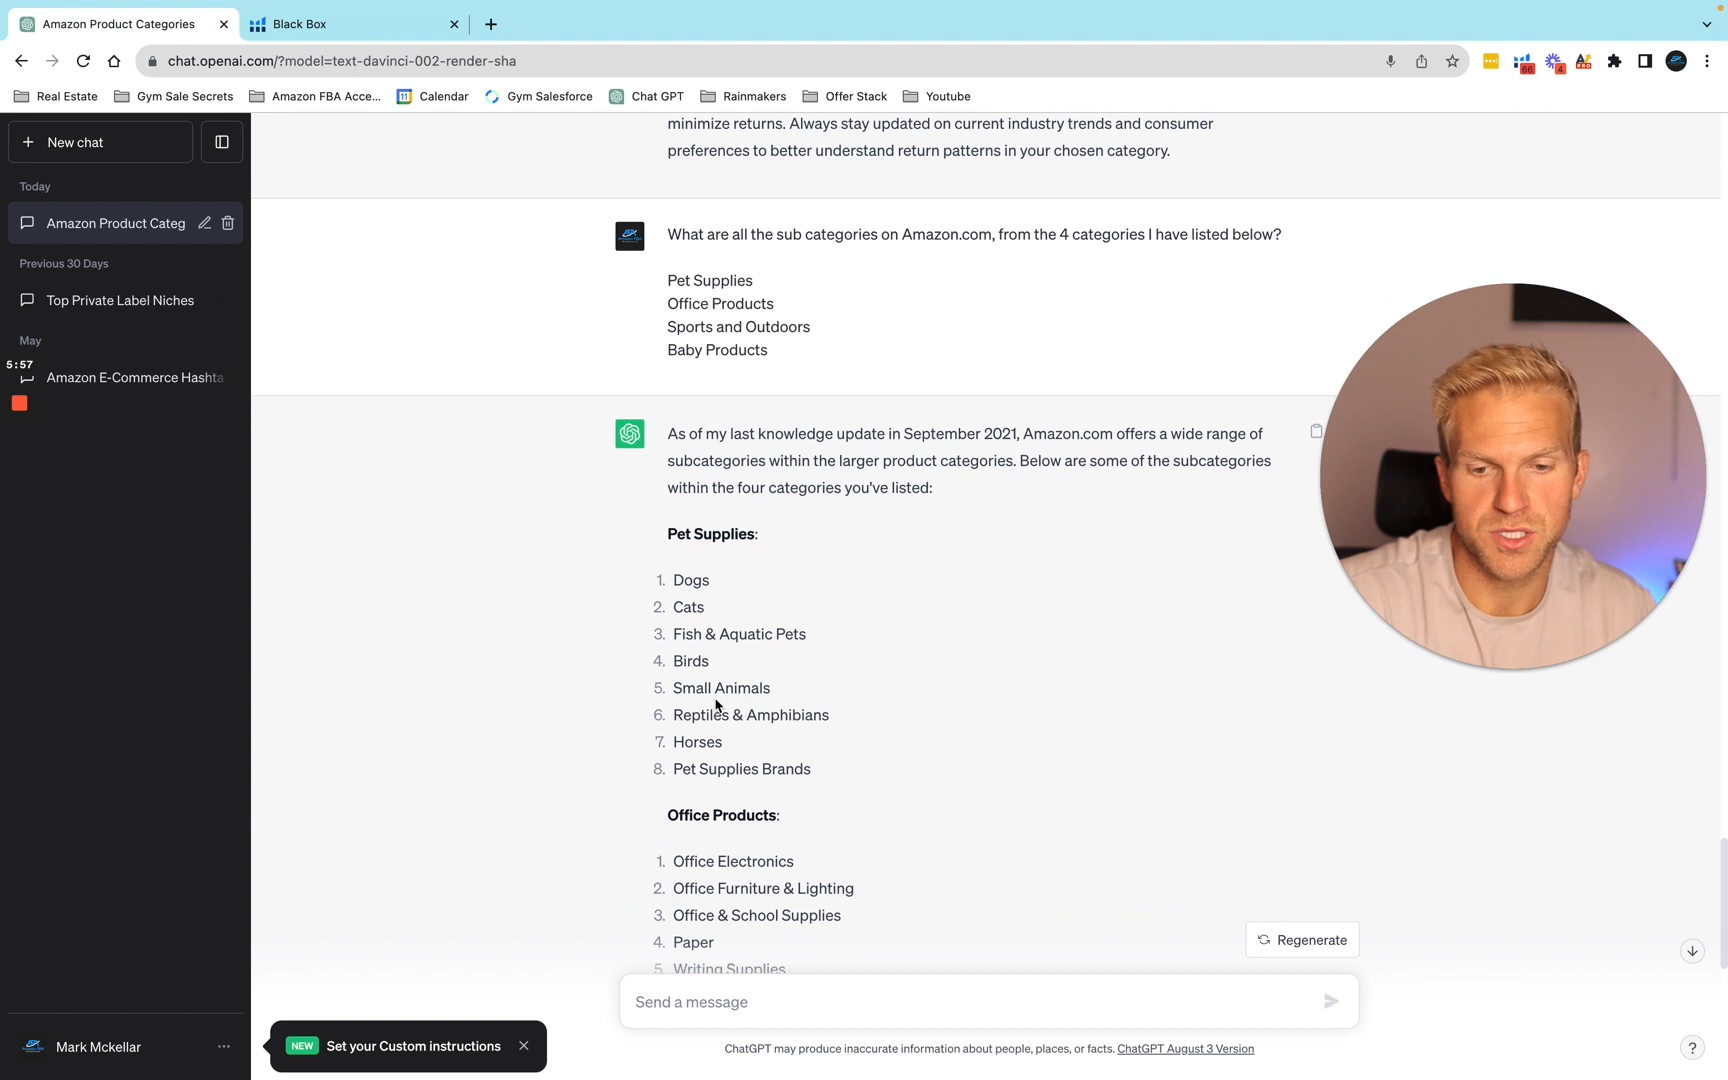 Amazon Product Categories
Black Box
chat.openai.com/?model=text-davinci-002-render-sha
66
4
PRO
Real Estate
Gym Sale Secrets
Amazon FBA Acce...
Calendar
Gym Salesforce
Chat GPT
Rainmakers
Offer Stack
Youtube
New chat
Today
Amazon Product Categ
Previous 30 Days
Top Private Label Niches
May
5:57
Amazon E-Commerce Hashta
minimize returns. Always stay updated on current industry trends and consumer
preferences to better understand return patterns in your chosen category.
What are all the sub categories on Amazon.com, from the 4 categories I have listed below?
Pet Supplies
Office Products
Sports and Outdoors
Baby Products
As of my last knowledge update in September 2021, Amazon.com offers a wide range of
subcategories within the larger product categories. Below are some of the subcategories
within the four categories you've listed:
Pet Supplies:
1. Dogs
2. Cats
3. Fish & Aquatic Pets
4. Birds
5. Small Animals
6. Reptiles & Amphibians
7. Horses
8. Pet Supplies Brands
Office Products:
1. Office Electronics
2. Office Furniture & Lighting
3. Office & School Supplies
4. Paper
5. Writing Supplies
Regenerate
Send a message
ChatGPT may produce inaccurate information about people, places, or facts. ChatGPT August 3 Version
Mark Mckellar
NEW Set your Custom instructions
?